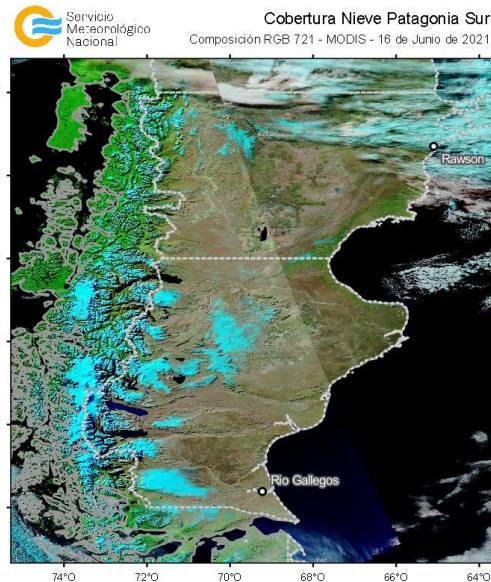 Servicio
Meteorológico
Nacional
Cobertura Nieve Patagonia Sur
Composición RGB 721 - MODIS - 16 de Junio de 2021
Rawson
Río Gallegos
74°O
72°O
70°O
68°O
66°O
64°O